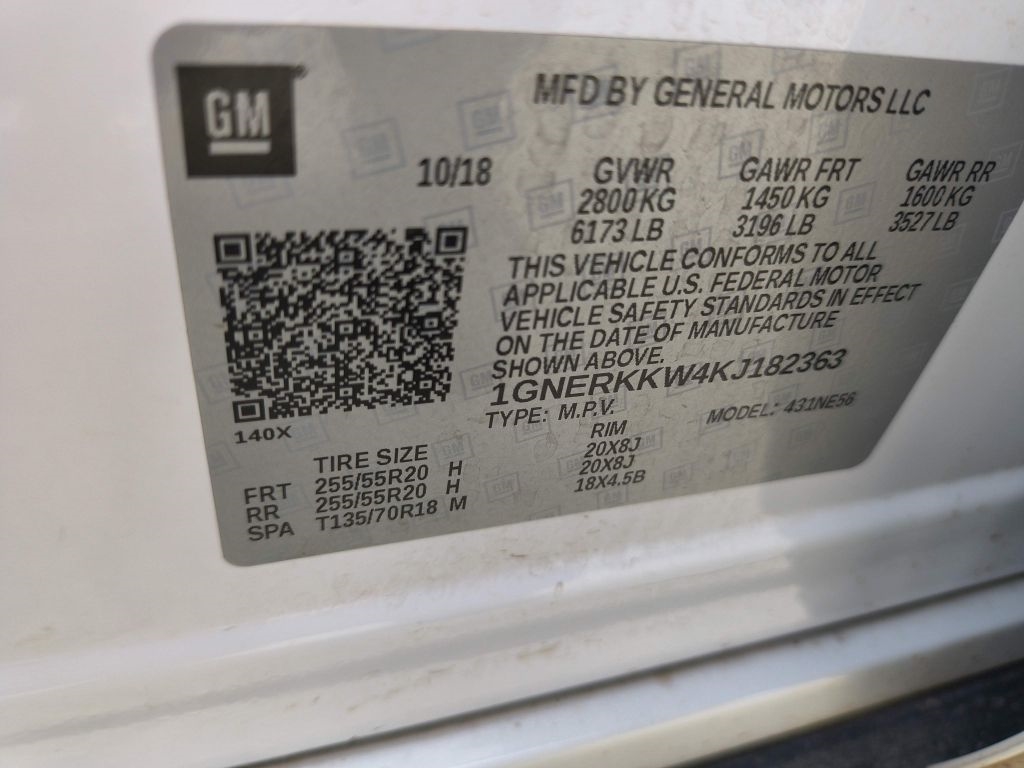 GM
MFD BY GENERAL MOTORS LLC
10/18 GVWR GAWR FRT GAWR RR
2800 KG 1450 KG 1600 KG
6173 LB 3196 LB 3527 LB
THIS VEHICLE CONFORMS TO ALL
APPLICABLE U.S. FEDERAL MOTOR
VEHICLE SAFETY STANDARDS IN EFFECT
ON THE DATE OF MANUFACTURE
SHOWN ABOVE.
1GNERKKW4KJ182363
TYPE: M.P.V. MODEL: 431NE56
140X
TIRE SIZE RIM
FRT 255/55R20 H 20X8J
RR 255/55R20 H 20X8J
SPA T135/70R18 M 18X4.5B